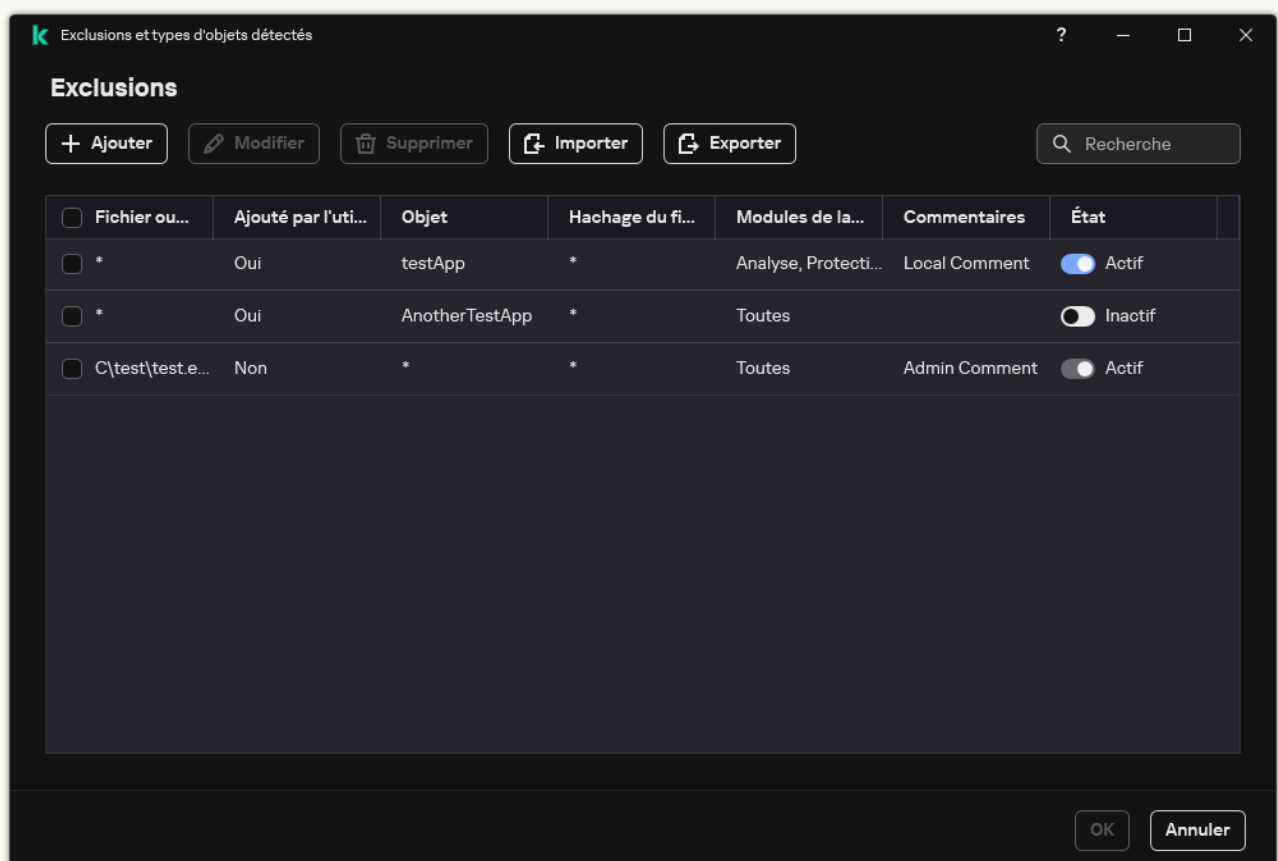 Exclusions et types d'objets détectés ?
Exclusions
Ajouter Modifier Supprimer Importer Exporter Recherche
Fichier ou... Ajouté par l'uti... Objet Hachage du fi... Modules de la... Commentaires État
* Oui testApp * Analyse, Protecti... Local Comment Actif
* Oui AnotherTestApp * Toutes Inactif
C\test\test.e... Non * * Toutes Admin Comment Actif
OK Annuler